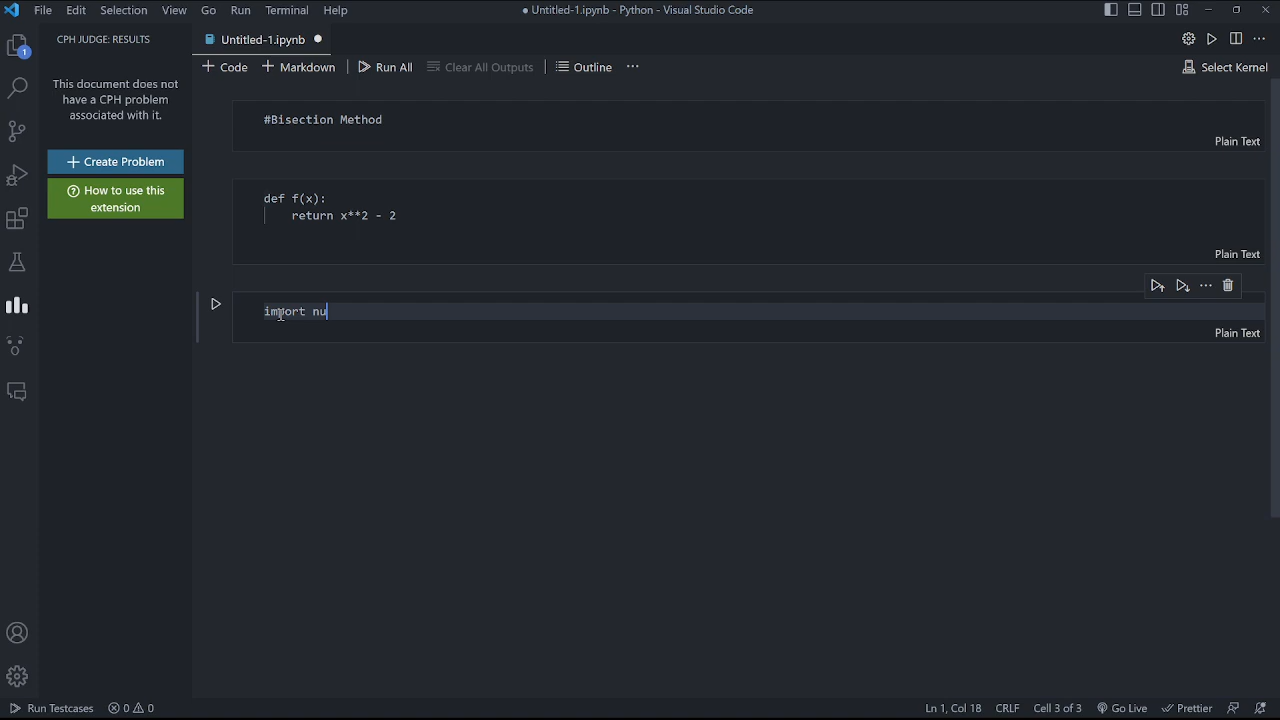 File Edit Selection View Go Run Terminal Help
● Untitled-1.ipynb - Python - Visual Studio Code
CPH JUDGE: RESULTS
This document does not
have a CPH problem
associated with it.
+ Create Problem
How to use this
extension
1
Untitled-1.ipynb ●
+ Code + Markdown Run All Clear All Outputs Outline ... Select Kernel
#Bisection Method
Plain Text
def f(x):
return x**2 - 2
Plain Text
import nu
Plain Text
Run Testcases 0 0 Ln 1, Col 18 CRLF Cell 3 of 3 Go Live Prettier